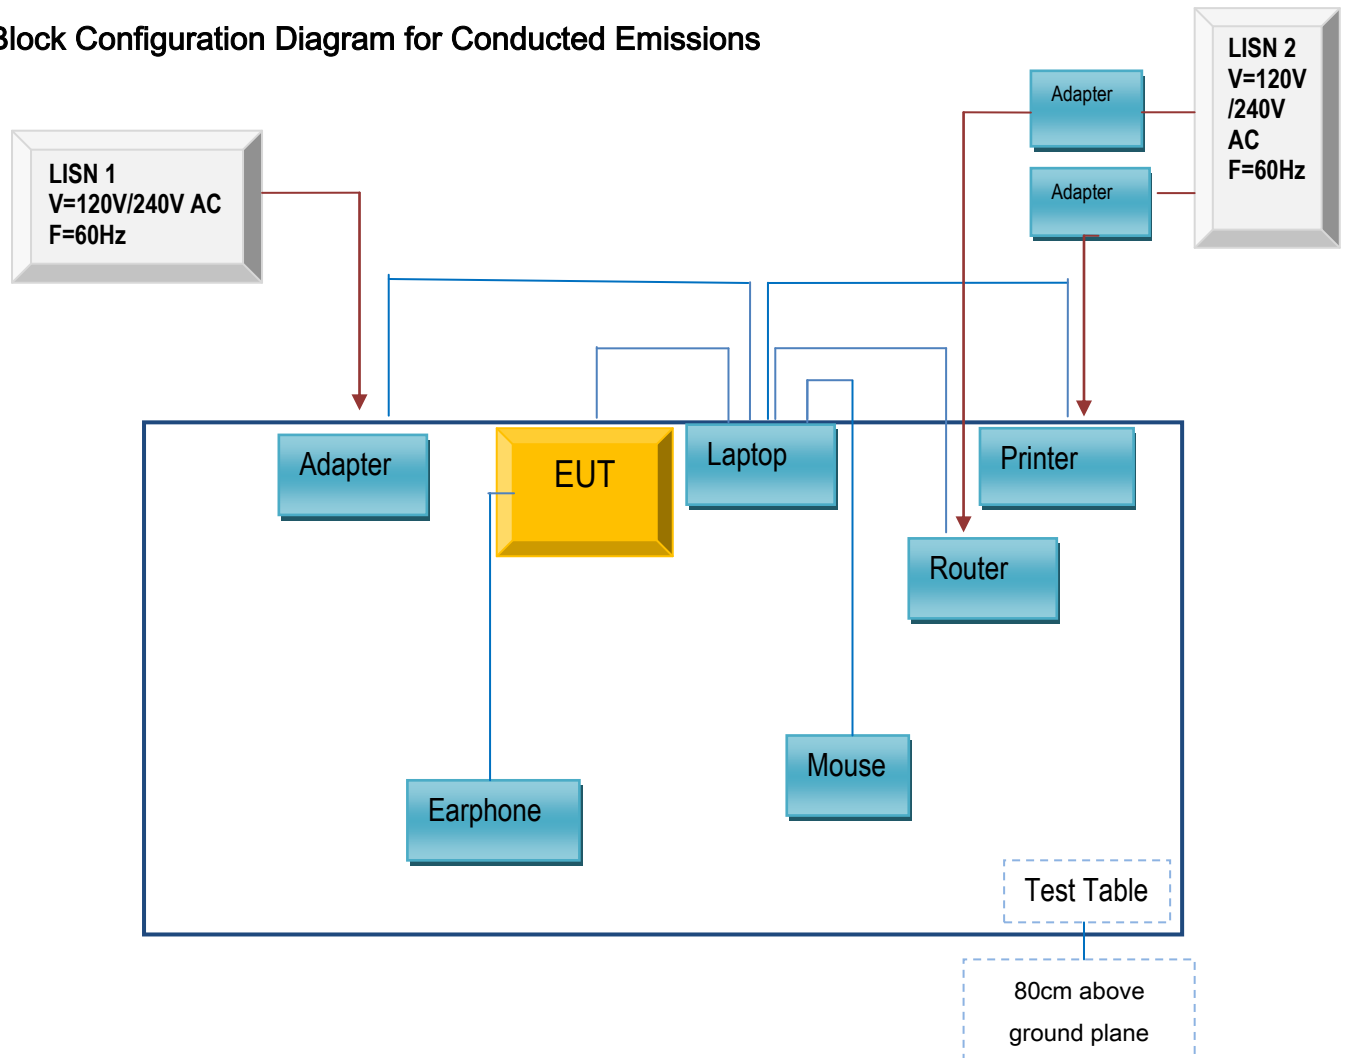 Block Configuration Diagram for Conducted Emissions
LISN 2
V=120V
/240V
AC
F=60Hz
Adapter
Adapter
LISN 1
V=120V/240V AC
F=60Hz
Adapter
EUT
Laptop
Printer
Router
Mouse
Earphone
Test Table
80cm above
ground plane